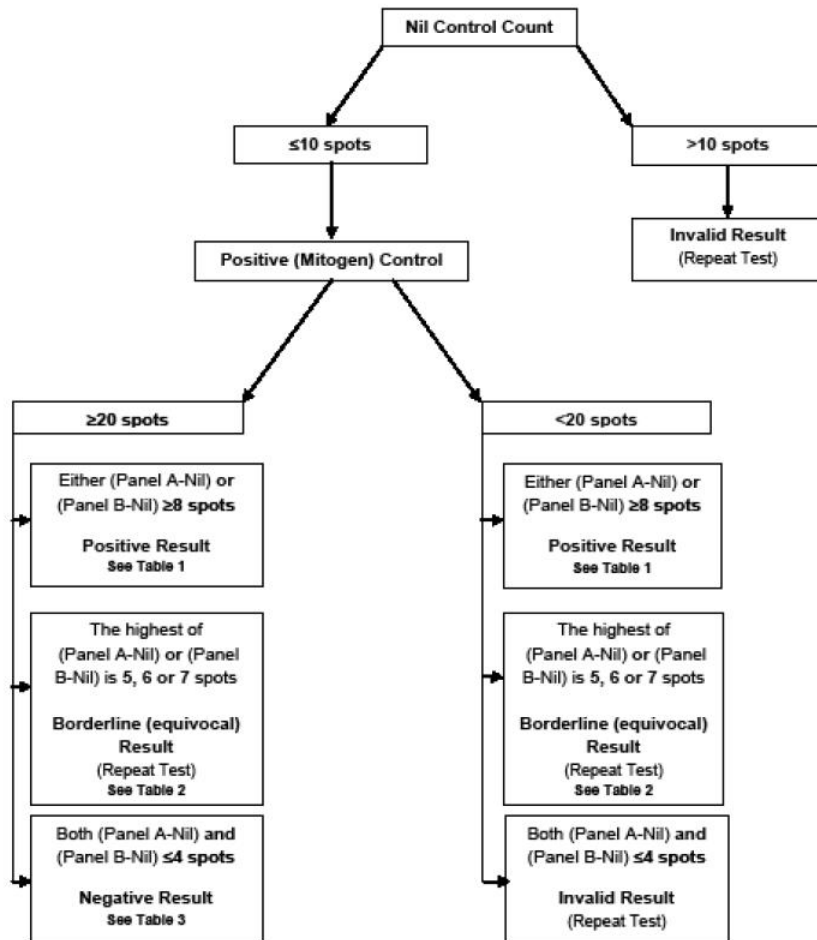 Nil Control Count
≤10 spots
>10 spots
Invalid Result
(Repeat Test)
Positive (Mitogen) Control
≥20 spots
<20 spots
Either (Panel A-Nil) or
(Panel B-Nil) ≥8 spots
Positive Result
See Table 1
The highest of
(Panel A-Nil) or (Panel
B-Nil) is 5, 6 or 7 spots
Borderline (equivocal)
Result
(Repeat Test)
See Table 2
Both (Panel A-Nil) and
(Panel B-Nil) ≤4 spots
Negative Result
See Table 3
Either (Panel A-Nil) or
(Panel B-Nil) ≥8 spots
Positive Result
See Table 1
The highest of
(Panel A-Nil) or (Panel
B-Nil) is 5, 6 or 7 spots
Borderline (equivocal)
Result
(Repeat Test)
See Table 2
Both (Panel A-Nil) and
(Panel B-Nil) ≤4 spots
Invalid Result
(Repeat Test)